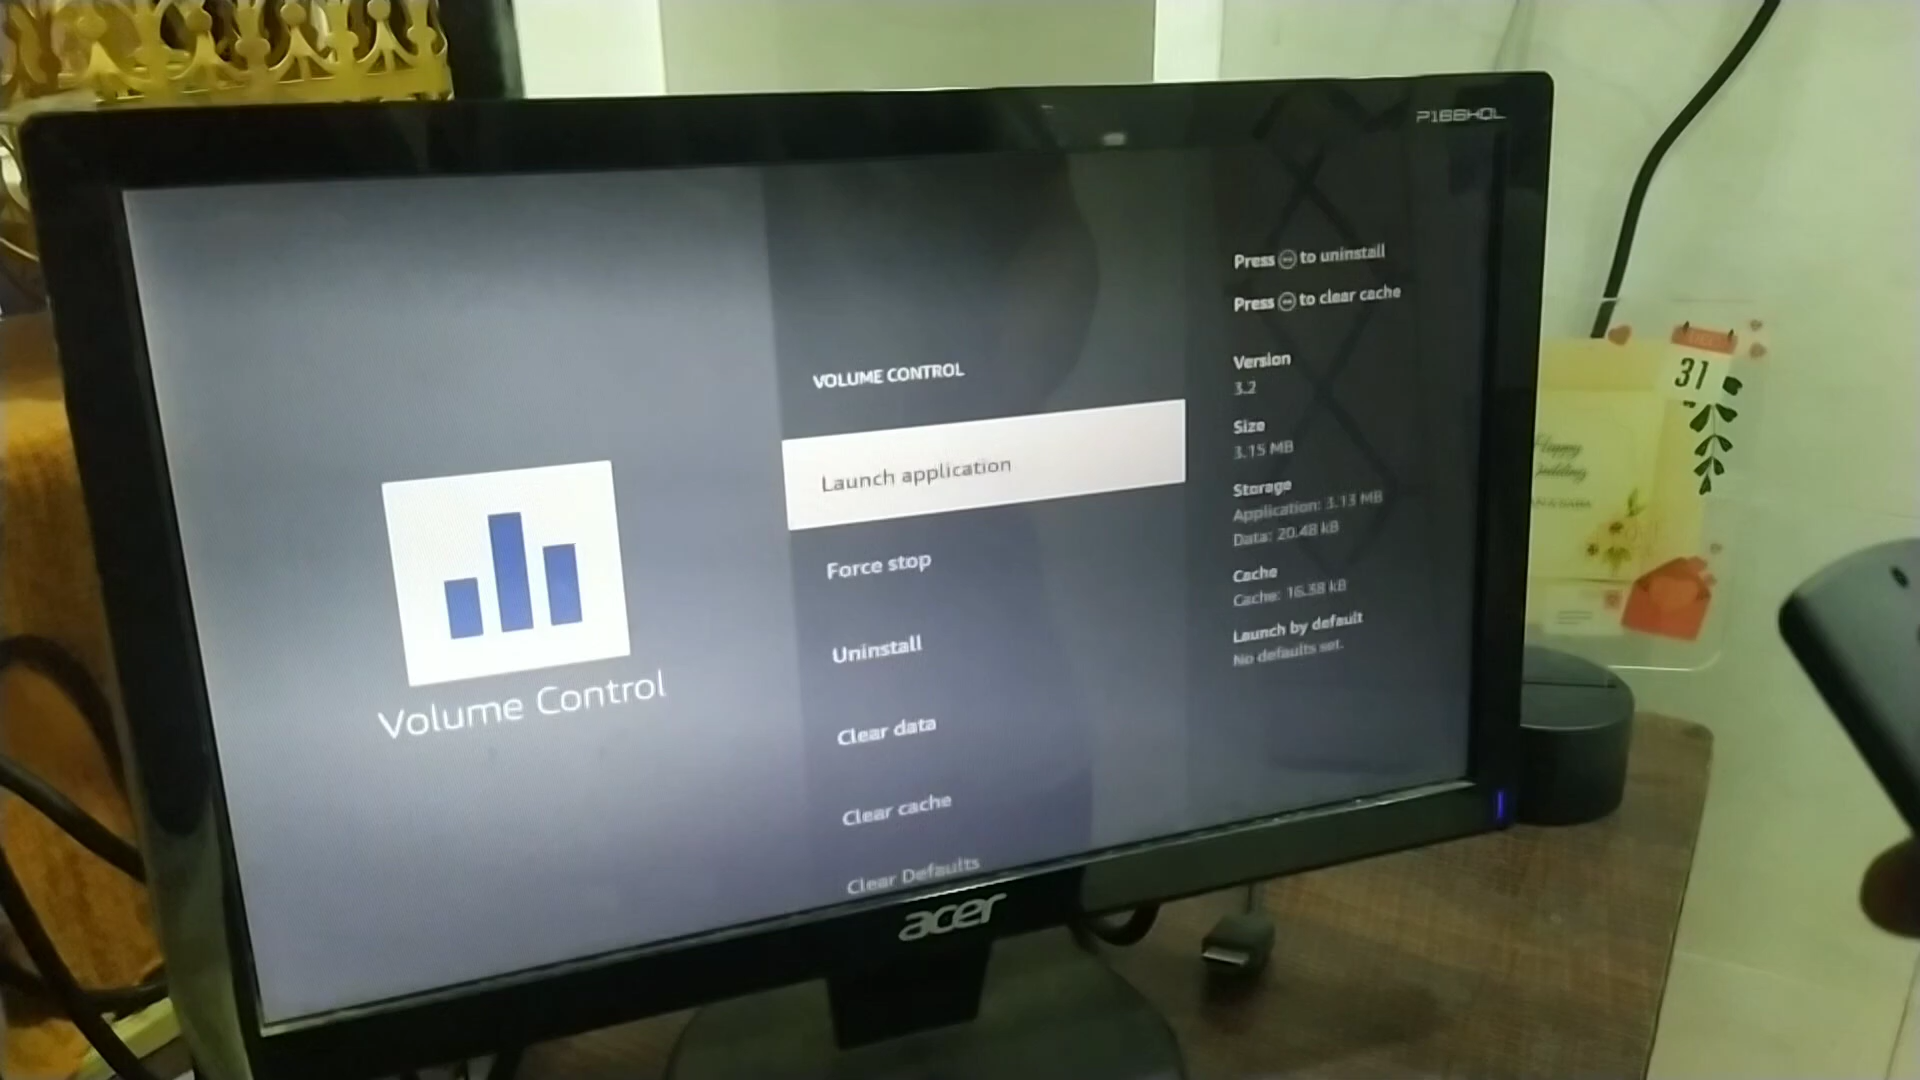 P166HQL
Press to uninstall
Press to clear cache
VOLUME CONTROL
Launch application
Force stop
Uninstall
Clear data
Clear cache
Clear Defaults
Volume Control
Version
3.2
Size
3.15 MB
Storage
Application: 3.13 MB
Data: 20.48 kB
Cache
Cache: 16.38 kB
Launch by default
No defaults set.
acer
31
Happy
Wedding